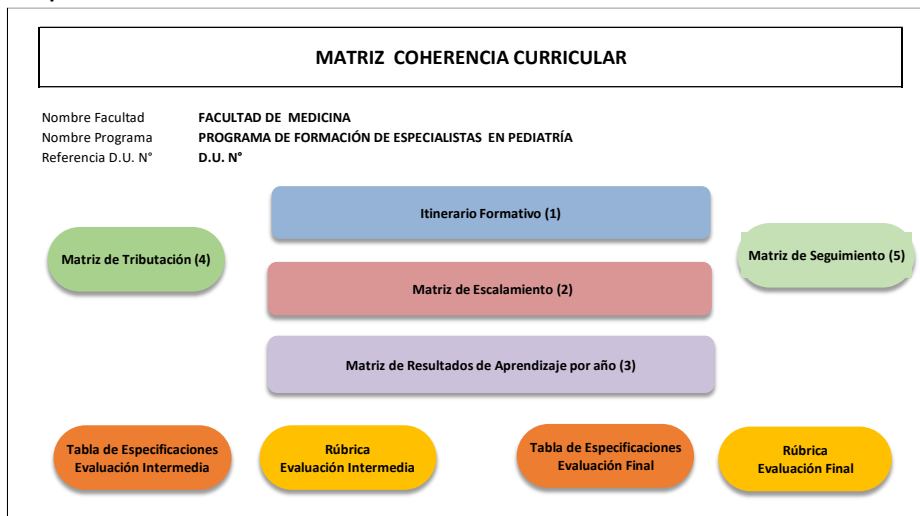 MATRIZ COHERENCIA CURRICULAR
Nombre Facultad FACULTAD DE MEDICINA
Nombre Programa PROGRAMA DE FORMACIÓN DE ESPECIALISTAS EN PEDIATRÍA
Referencia D.U. N° D.U. N°
Itinerario Formativo (1)
Matriz de Tributación (4)
Matriz de Seguimiento (5)
Matriz de Escalamiento (2)
Matriz de Resultados de Aprendizaje por año (3)
Tabla de Especificaciones
Evaluación Intermedia
Rúbrica
Evaluación Intermedia
Tabla de Especificaciones
Evaluación Final
Rúbrica
Evaluación Final